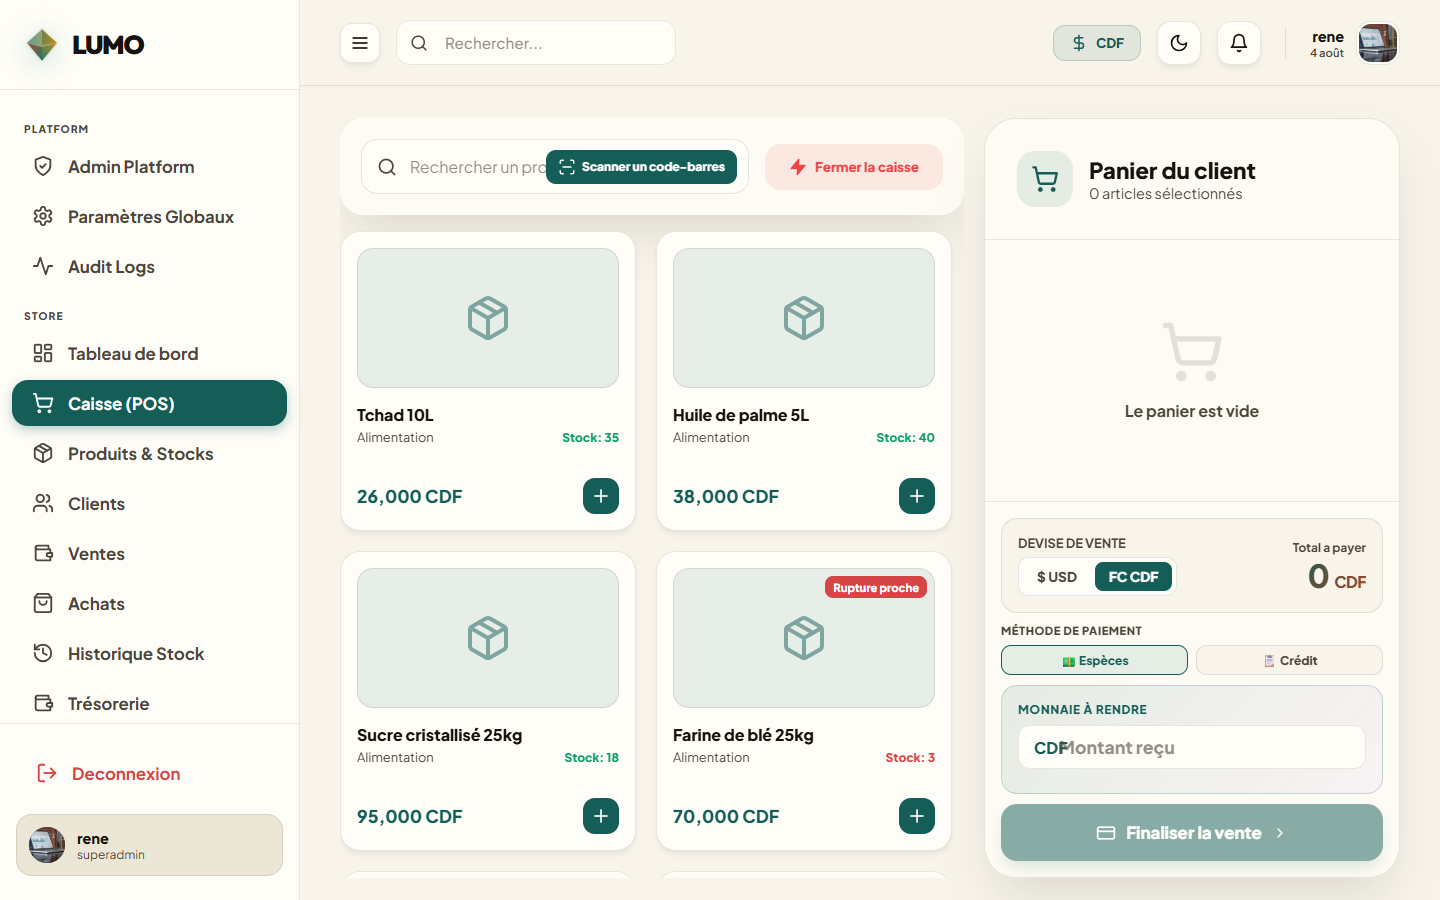 LUMO
Rechercher...
CDF
rene
4 août
PLATFORM
Admin Platform
Paramètres Globaux
Audit Logs
STORE
Tableau de bord
Caisse (POS)
Produits & Stocks
Clients
Ventes
Achats
Historique Stock
Trésorerie
Deconnexion
rene
superadmin
Rechercher un pro
Scanner un code-barres
Fermer la caisse
Tchad 10L
Alimentation
Stock: 35
26,000 CDF
Huile de palme 5L
Alimentation
Stock: 40
38,000 CDF
Sucre cristallisé 25kg
Alimentation
Stock: 18
95,000 CDF
Rupture proche
Farine de blé 25kg
Alimentation
Stock: 3
70,000 CDF
Panier du client
0 articles sélectionnés
Le panier est vide
DEVISE DE VENTE
$ USD
FC CDF
Total a payer
0 CDF
MÉTHODE DE PAIEMENT
Espèces
Crédit
MONNAIE À RENDRE
CDF
Montant reçu
Finaliser la vente